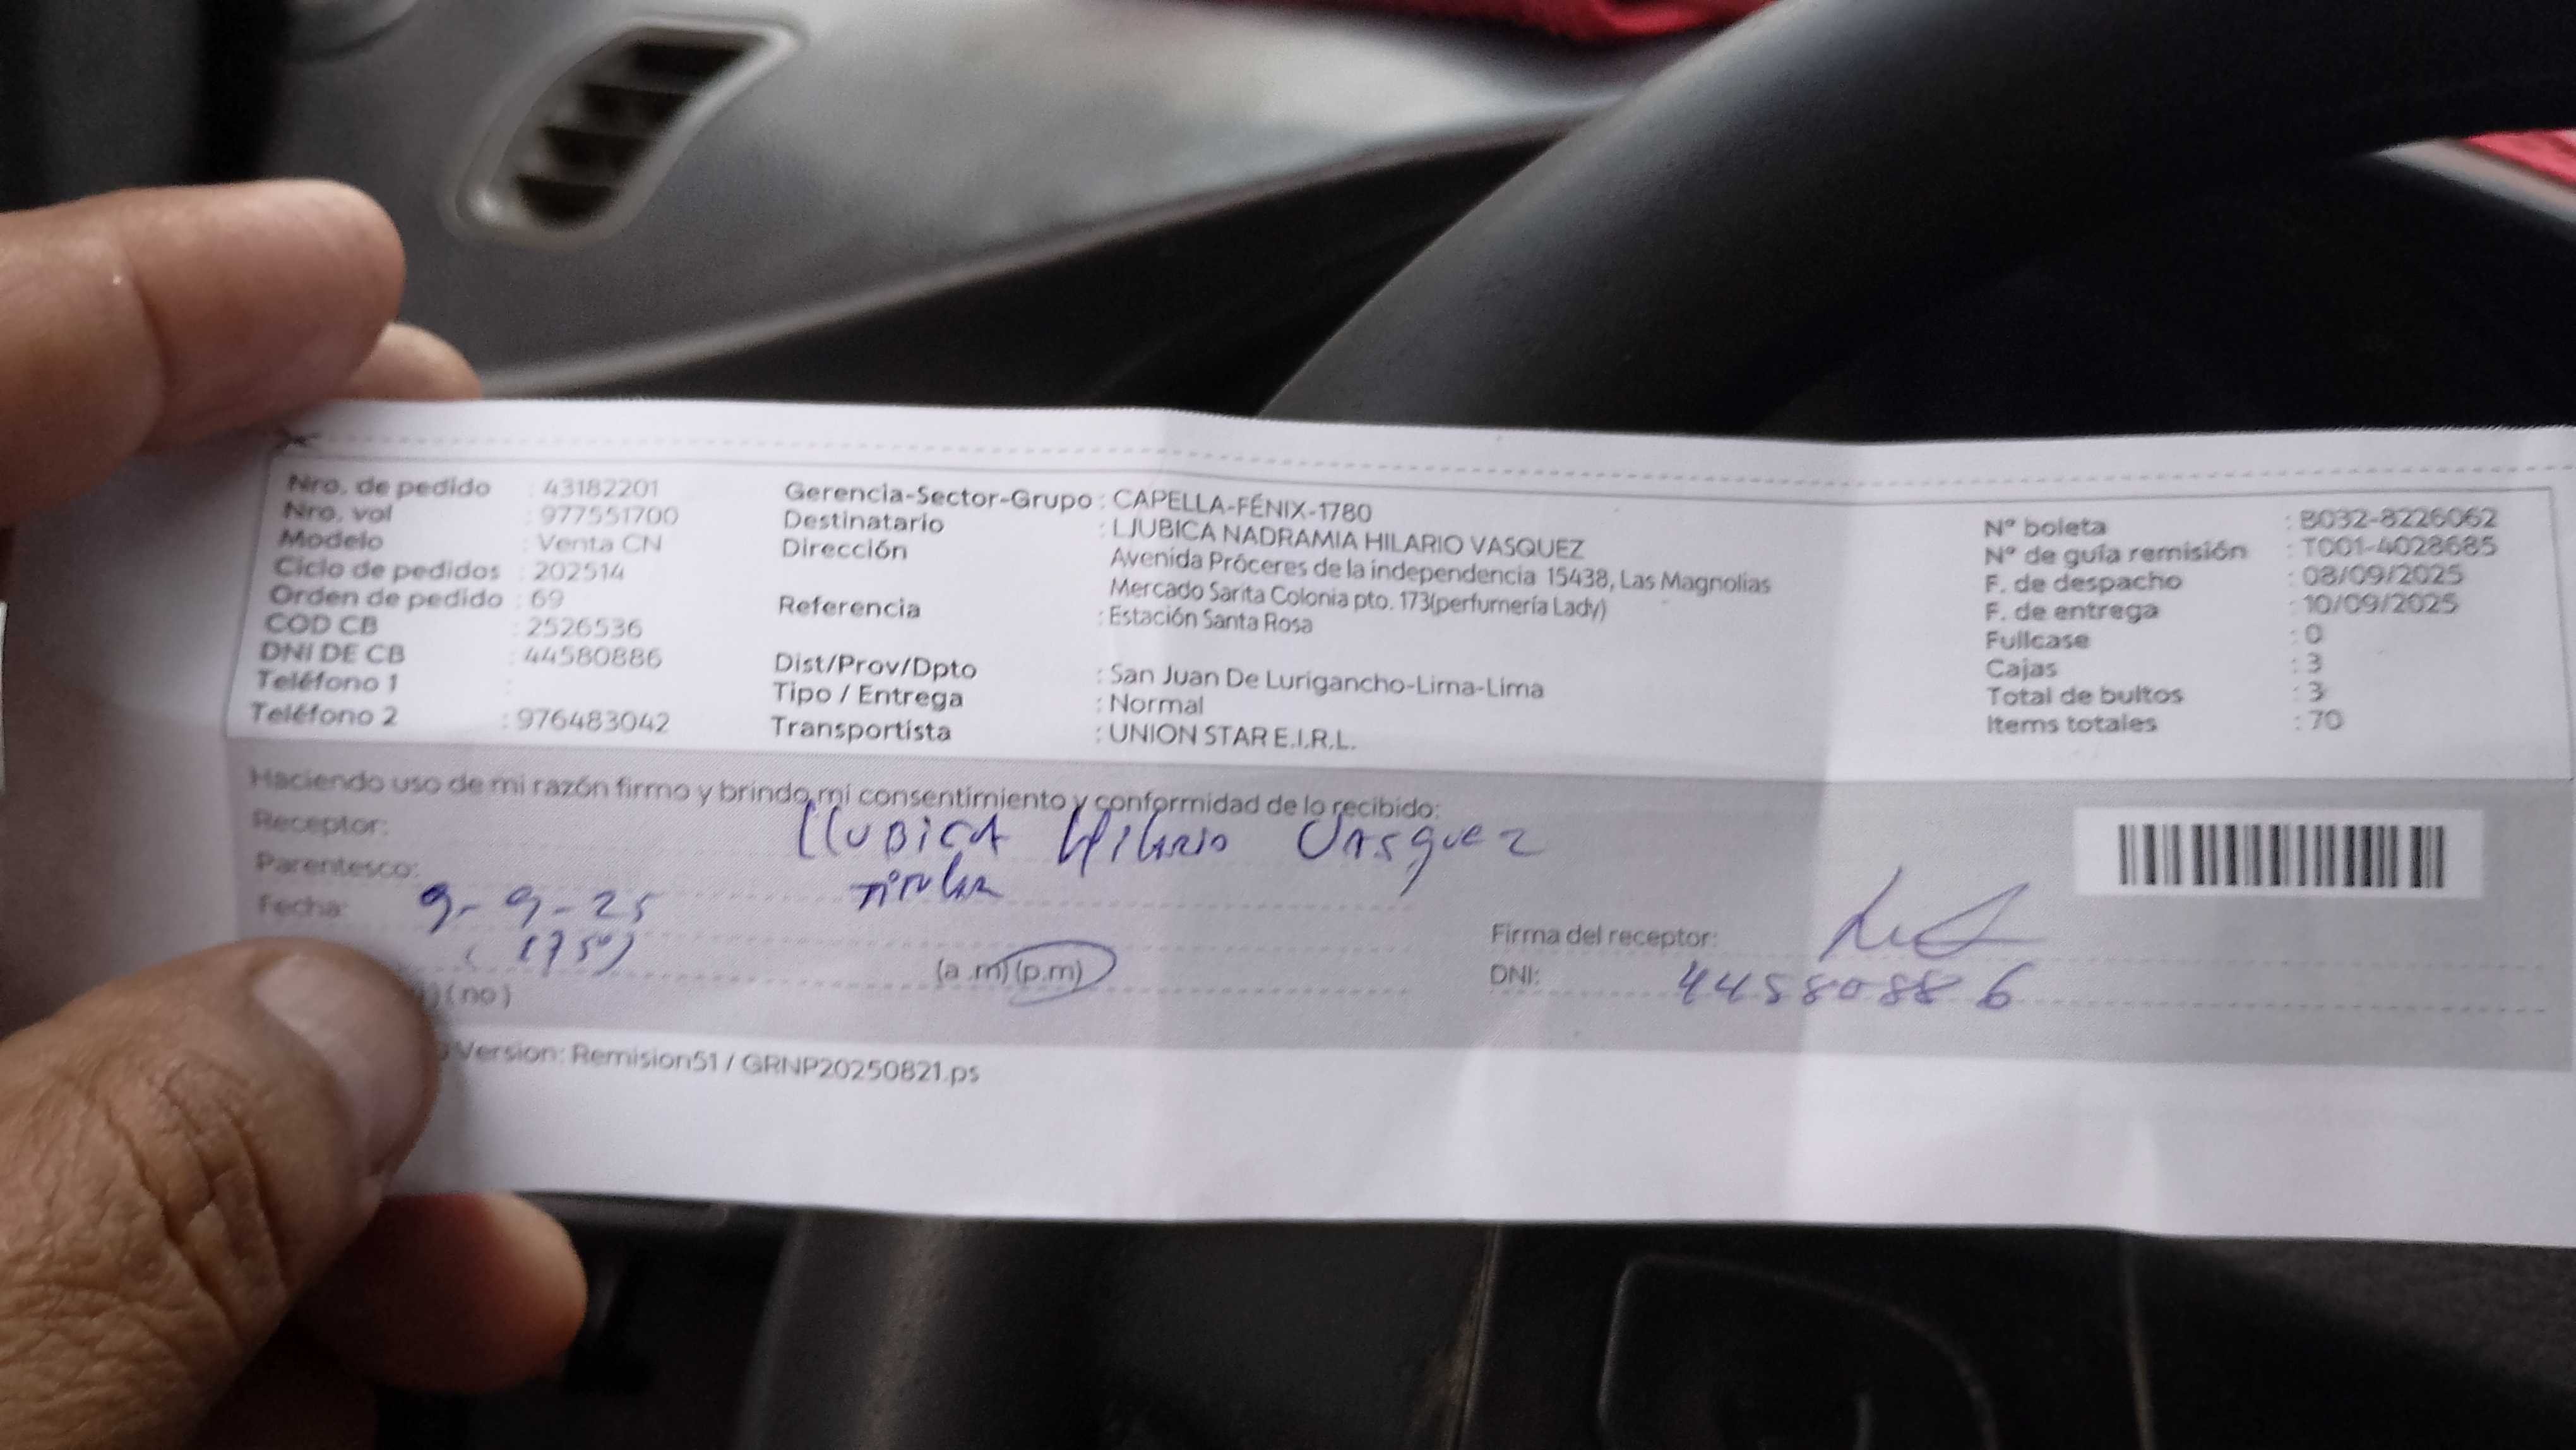 Nro. de pedido : 43182201
Nro. vol : 977551700
Modelo : Venta CN
Ciclo de pedidos : 202514
Orden de pedido : 69
COD CB : 2526536
DNI DE CB : 44580886
Teléfono 1 :
Teléfono 2 : 976483042
Gerencia-Sector-Grupo : CAPELLA-FÉNIX-1780
Destinatario : LJUBICA NADRAMIA HILARIO VASQUEZ
Dirección Avenida Próceres de la independencia 15438, Las Magnolias
Mercado Sarita Colonia pto. 173(perfumería Lady)
Referencia : Estación Santa Rosa
Dist/Prov/Dpto : San Juan De Lurigancho-Lima-Lima
Tipo / Entrega : Normal
Transportista : UNION STAR E.I.R.L.
Nº boleta : B032-8226062
Nº de guía remisión : T001-4028685
F. de despacho : 08/09/2025
F. de entrega : 10/09/2025
Fullcase : 0
Cajas : 3
Total de bultos : 3
Items totales : 70
Haciendo uso de mi razón firmo y brindo mi consentimiento y conformidad de lo recibido:
Receptor: LLUBICA Hilario Vasquez
Parentesco: Titular
Fecha: 9-9-25
(a.m)(p.m)
)(no)
Firma del receptor:
DNI: 44580886
Version: Remision51 / GRNP20250821.ps